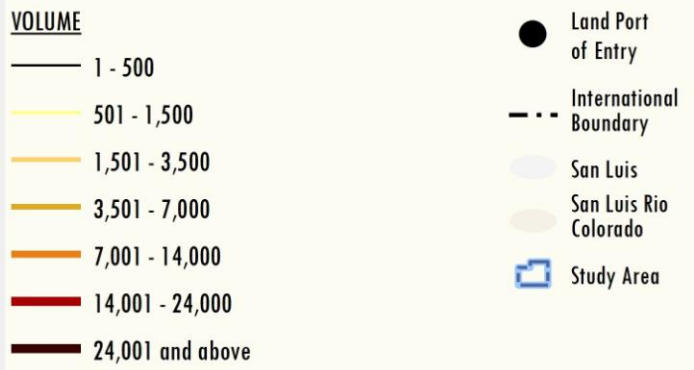 VOLUME
1 - 500
501 - 1,500
1,501 - 3,500
3,501 - 7,000
7,001 - 14,000
14,001 - 24,000
24,001 and above
Land Port
of Entry
International
Boundary
San Luis
San Luis Rio
Colorado
Study Area